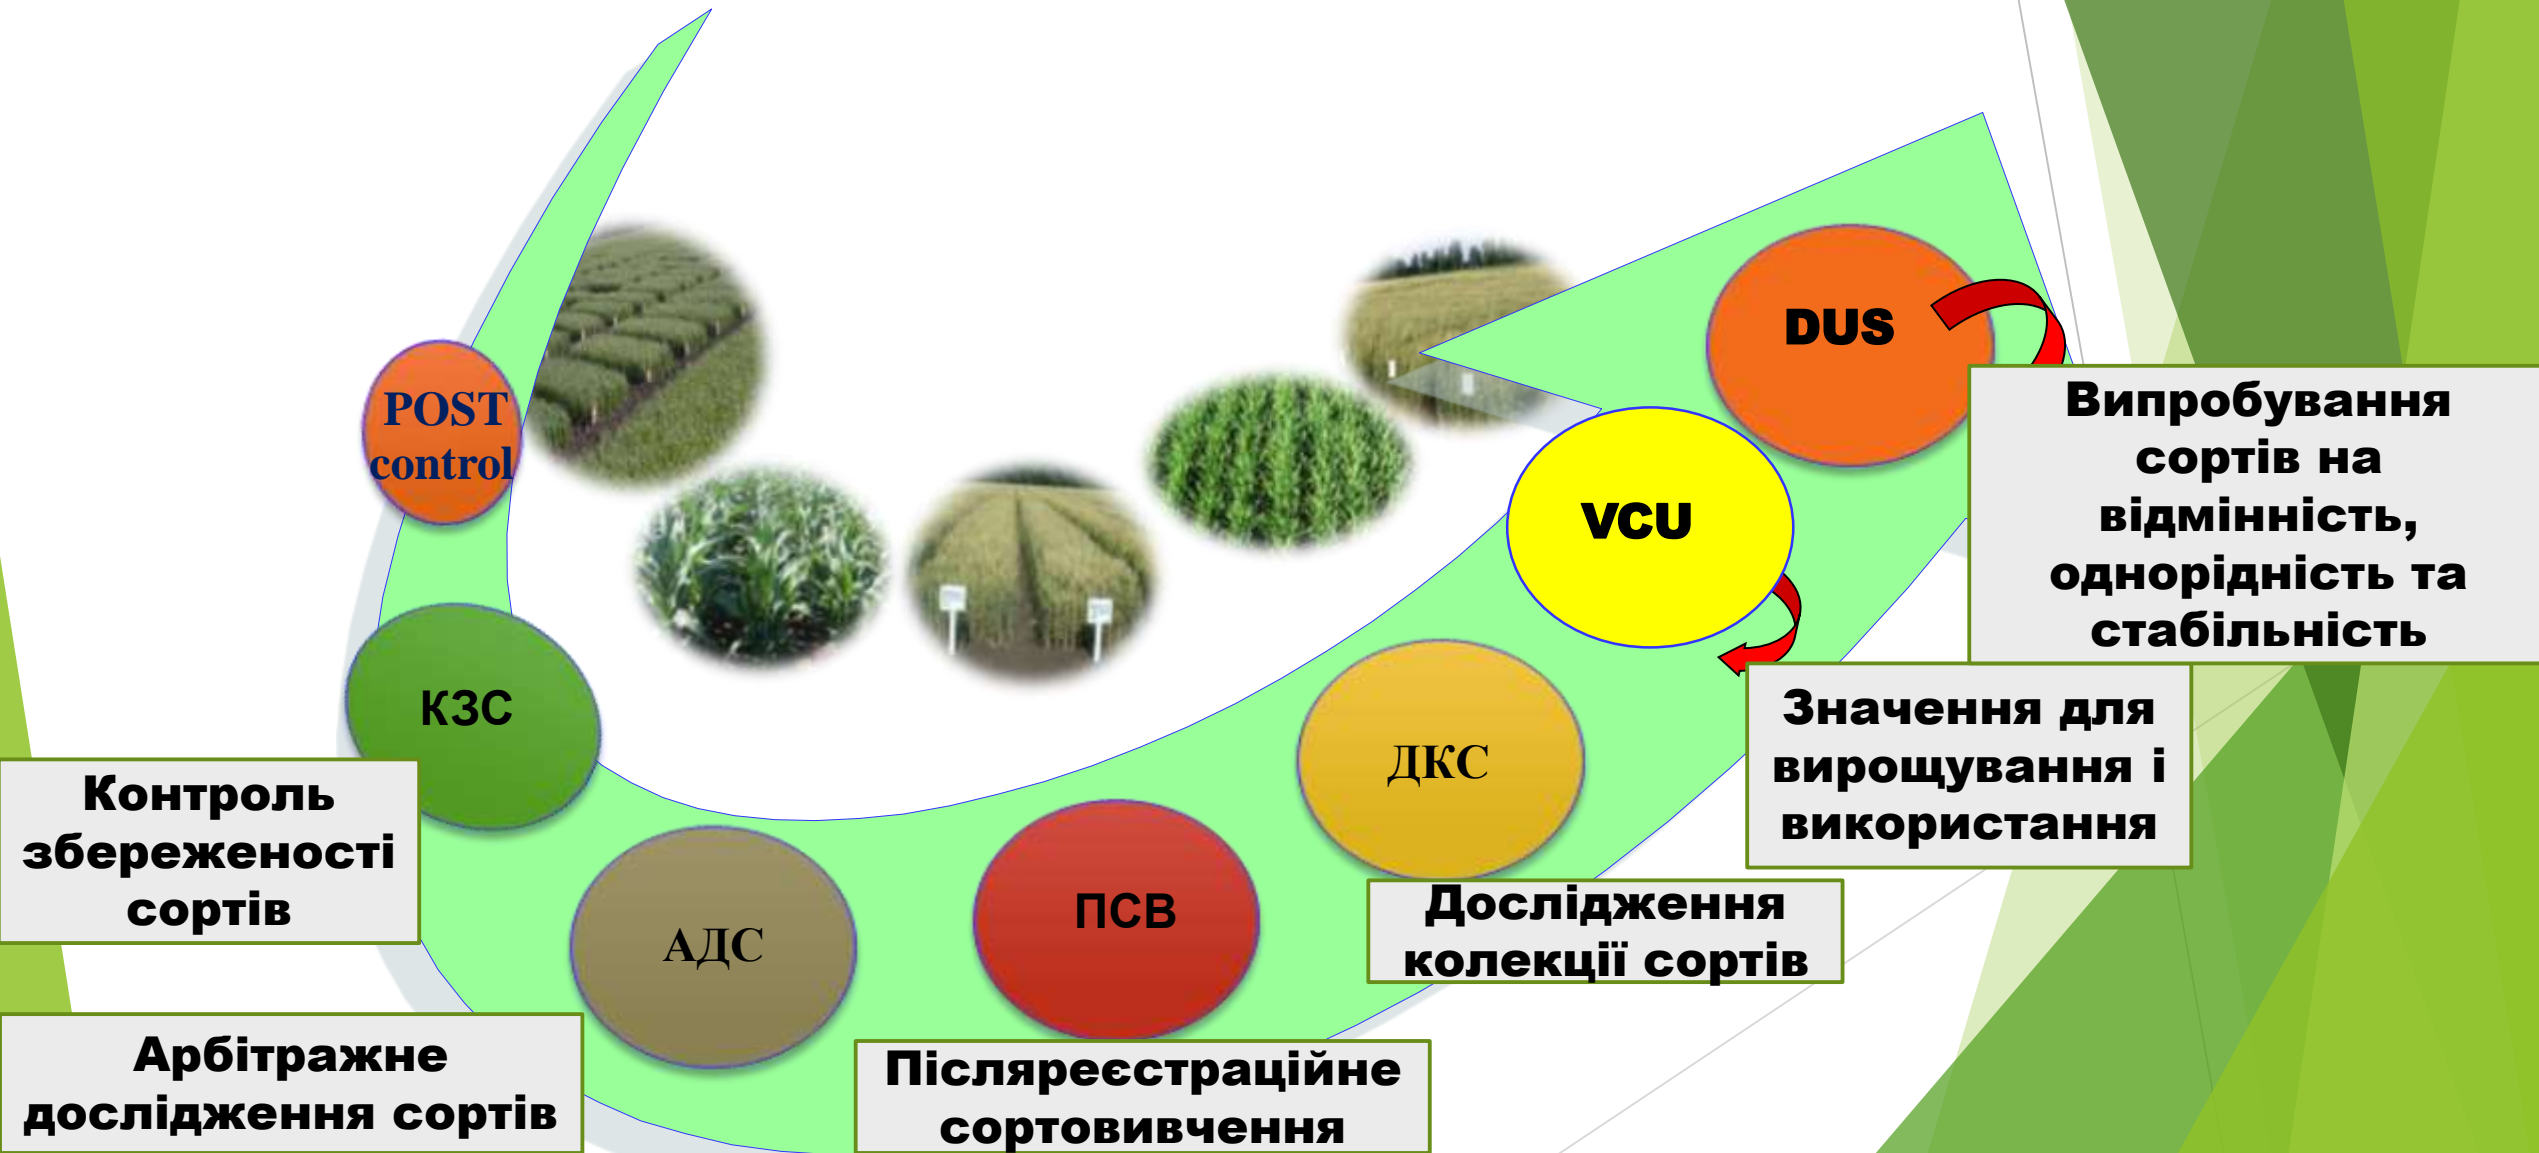 DUS
Випробування
сортів на
відмінність,
однорідність та
стабільність
VCU
Значення для
вирощування і
використання
ДКС
Дослідження
колекції сортів
ПСВ
Післяреєстраційне
сортовивчення
АДС
Арбітражне
дослідження сортів
КЗС
Контроль
збереженості
сортів
POST
control